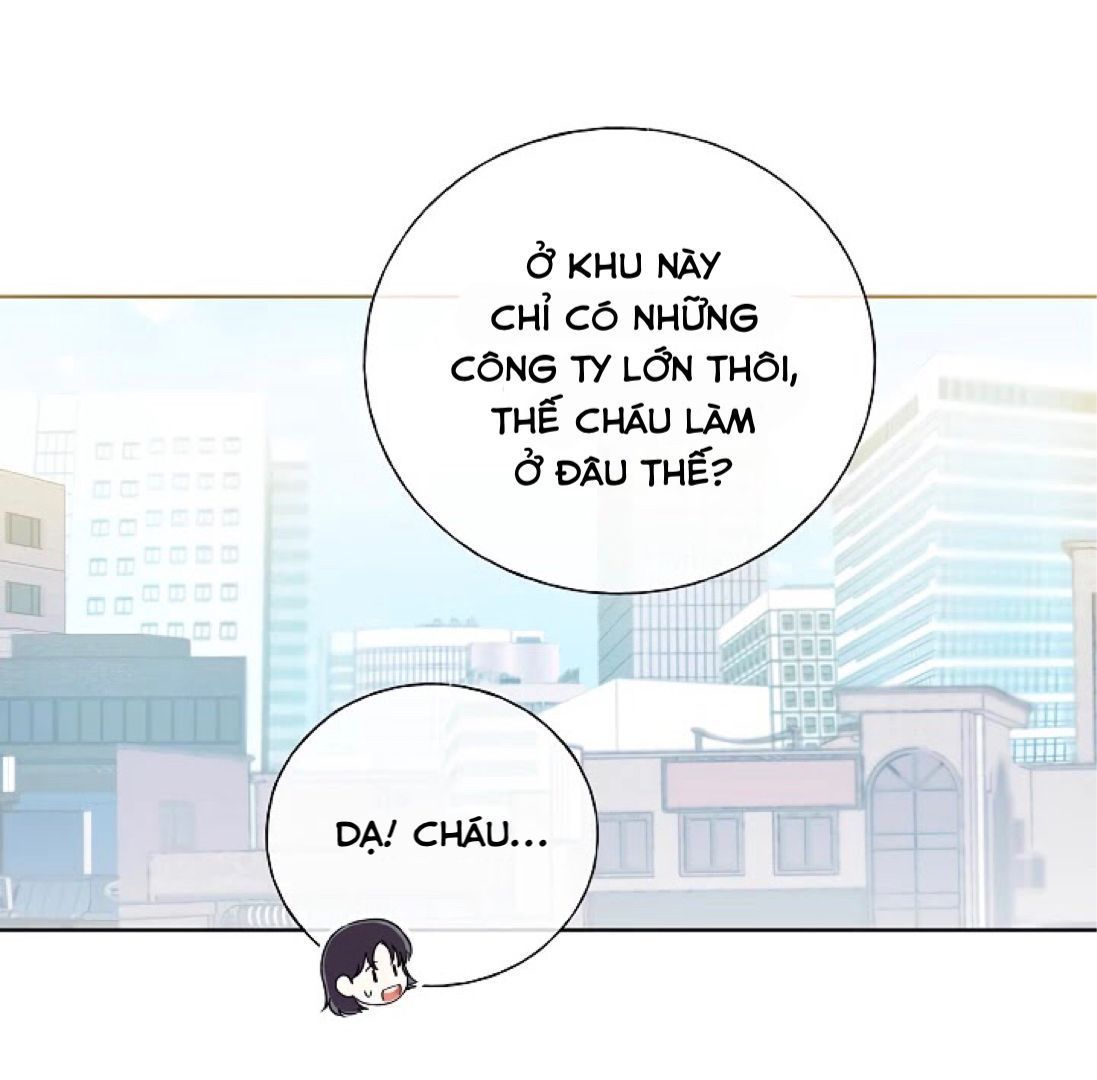 Ở KHU NÀY
CHỈ CÓ NHỮNG
CÔNG TY LỚN THÔI,
THẾ CHÁU LÀM
Ở ĐÂU THẾ?
DẠ! CHÁU...